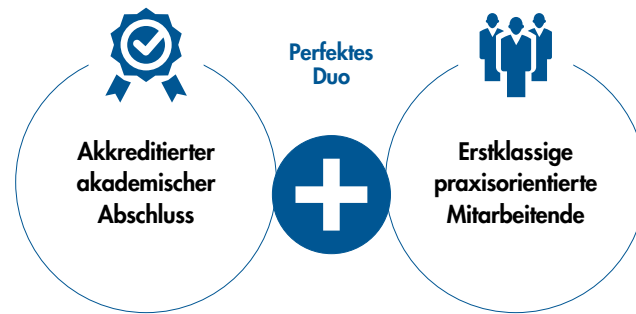 Perfektes
Duo
Akkreditierter
akademischer
Abschluss
Erstklassige
praxisorientierte
Mitarbeitende